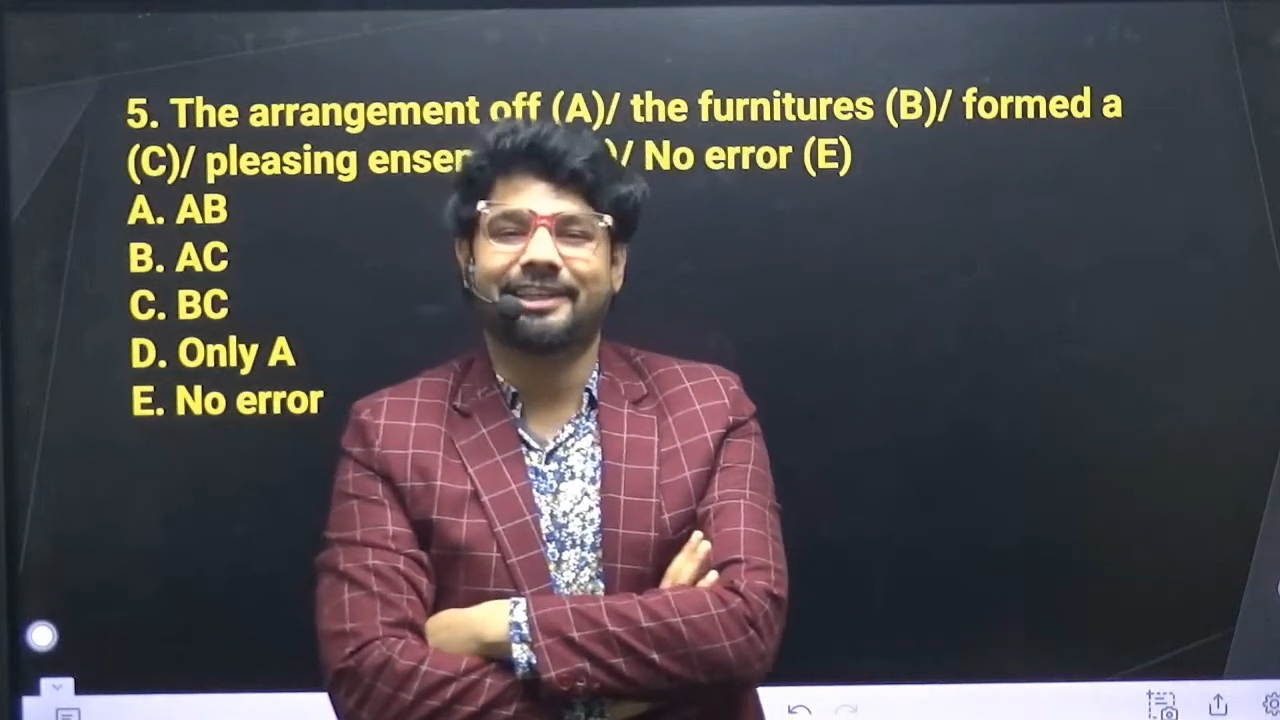 5. The arrangement off (A)/ the furnitures (B)/ formed a
(C)/ pleasing )/ No error (E)
A. AB
B. AC
C. BC
D. Only A
E. No error